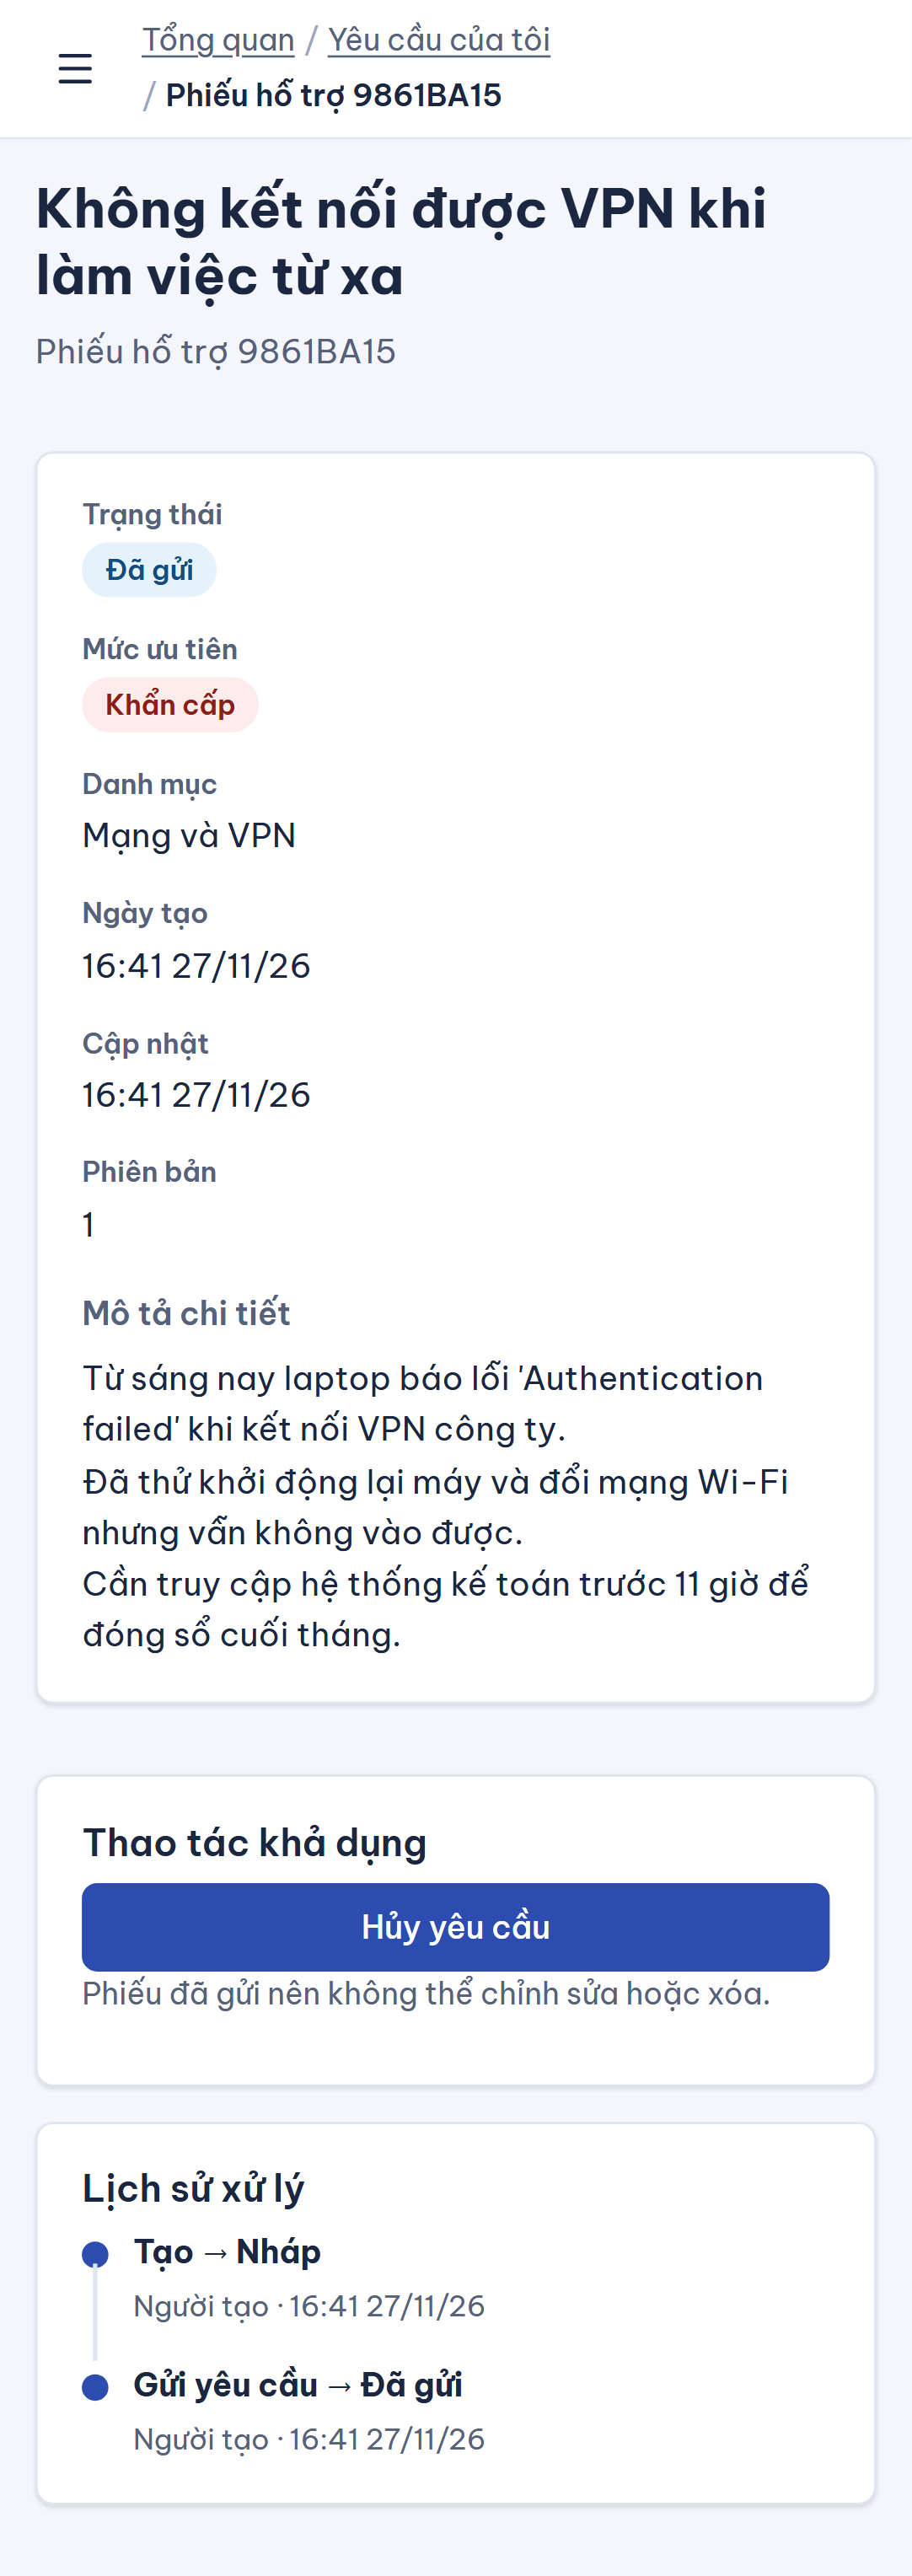 Tổng quan / Yêu cầu của tôi
/ Phiếu hỗ trợ 9861BA15
Không kết nối được VPN khi
làm việc từ xa
Phiếu hỗ trợ 9861BA15
Trạng thái
Đã gửi
Mức ưu tiên
Khẩn cấp
Danh mục
Mạng và VPN
Ngày tạo
16:41 27/11/26
Cập nhật
16:41 27/11/26
Phiên bản
1
Mô tả chi tiết
Từ sáng nay laptop báo lỗi 'Authentication
failed' khi kết nối VPN công ty.
Đã thử khởi động lại máy và đổi mạng Wi-Fi
nhưng vẫn không vào được.
Cần truy cập hệ thống kế toán trước 11 giờ để
đóng sổ cuối tháng.
Thao tác khả dụng
Hủy yêu cầu
Phiếu đã gửi nên không thể chỉnh sửa hoặc xóa.
Lịch sử xử lý
Tạo → Nháp
Người tạo · 16:41 27/11/26
Gửi yêu cầu → Đã gửi
Người tạo · 16:41 27/11/26